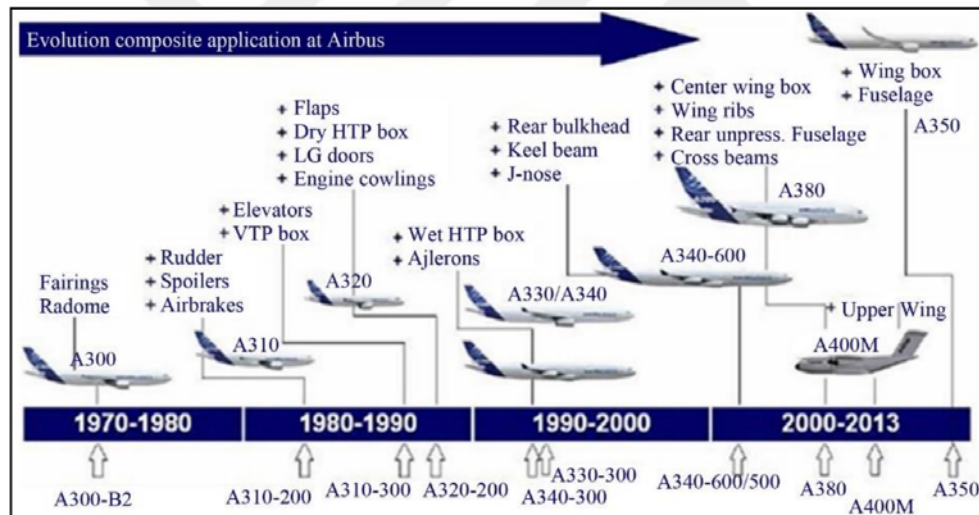 Evolution composite application at Airbus
Fairings
Radome
A300
+ Rudder
+ Spoilers
+ Airbrakes
A310
+ Elevators
+ VTP box
+ Flaps
+ Dry HTP box
+ LG doors
+ Engine cowlings
A320
+ Wet HTP box
+ Ajlerons
A330/A340
+ Rear bulkhead
+ Keel beam
+ J-nose
A340-600
+ Center wing box
+ Wing ribs
+ Rear unpress. Fuselage
+ Cross beams
A380
+ Upper Wing
A400M
+ Wing box
+ Fuselage
A350
1970-1980
1980-1990
1990-2000
2000-2013
A300-B2
A310-200
A310-300
A320-200
A330-300
A340-300
A340-600/500
A380
A400M
A350